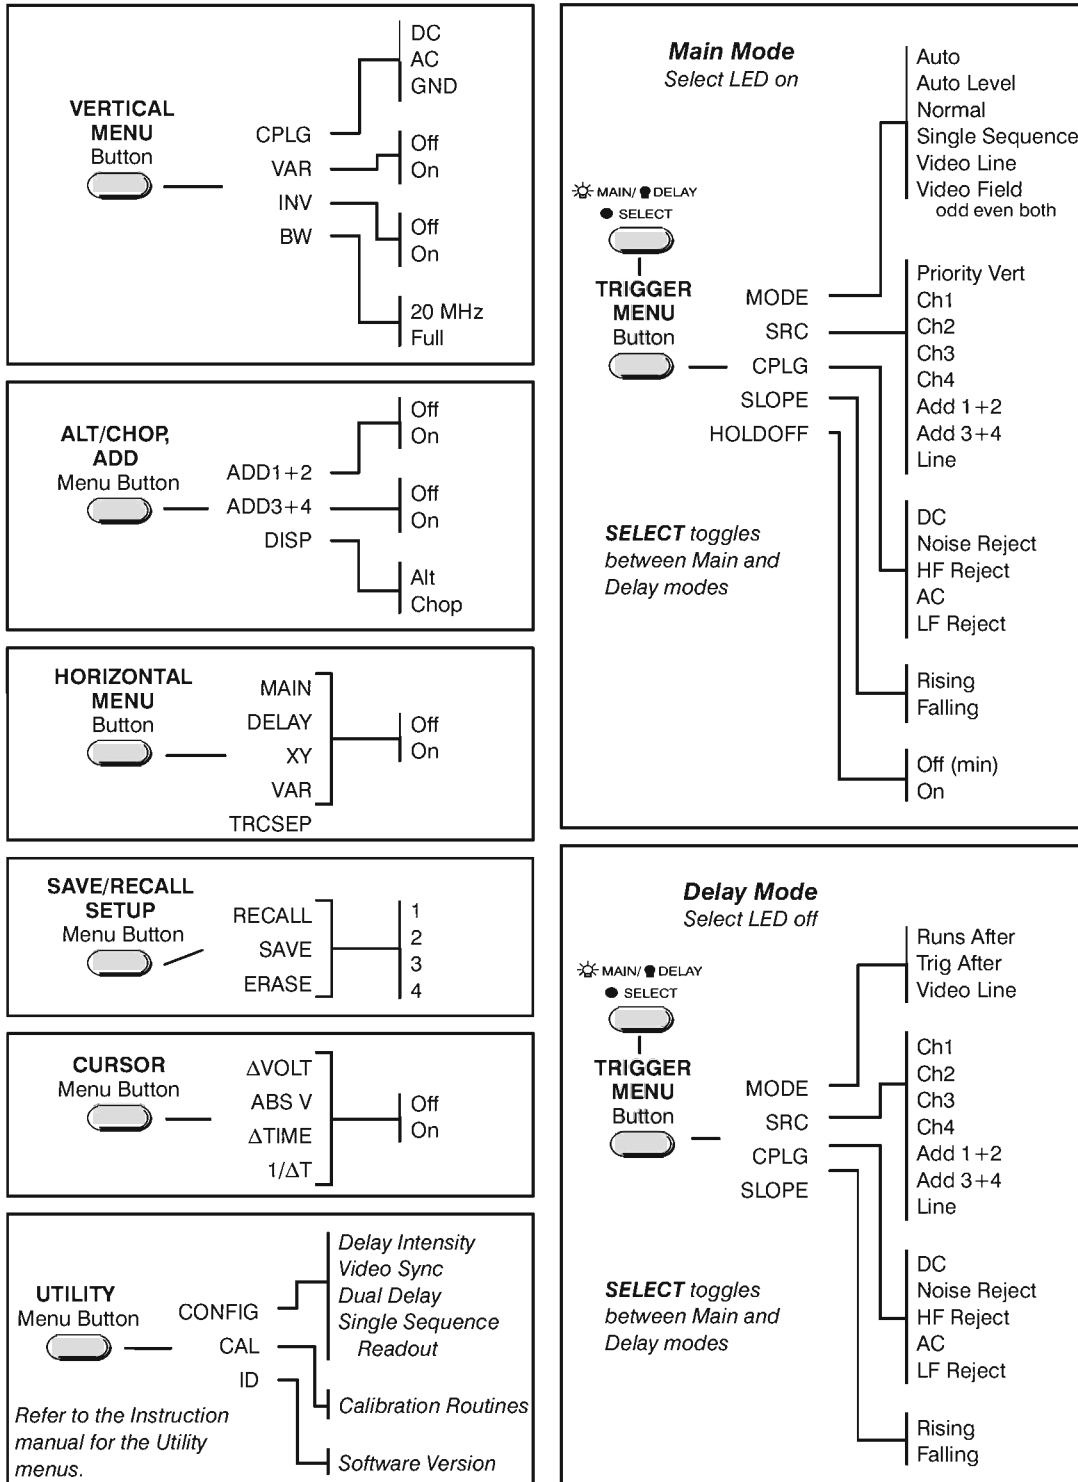 VERTICAL
MENU
Button
CPLG
VAR
INV
BW
DC
AC
GND
Off
On
Off
On
20 MHz
Full
ALT/CHOP,
ADD
Menu Button
ADD1+2
ADD3+4
DISP
Off
On
Off
On
Alt
Chop
HORIZONTAL
MENU
Button
MAIN
DELAY
XY
VAR
TRCSEP
Off
On
SAVE/RECALL
SETUP
Menu Button
RECALL
SAVE
ERASE
1
2
3
4
CURSOR
Menu Button
ΔVOLT
ABS V
ΔTIME
1/ΔT
Off
On
UTILITY
Menu Button
CONFIG
CAL
ID
Delay Intensity
Video Sync
Dual Delay
Single Sequence
Readout
Calibration Routines
Software Version
Refer to the Instruction
manual for the Utility
menus.
Main Mode
Select LED on
MAIN/ DELAY
SELECT
TRIGGER
MENU
Button
MODE
SRC
CPLG
SLOPE
HOLDOFF
Auto
Auto Level
Normal
Single Sequence
Video Line
Video Field
odd even both
Priority Vert
Ch1
Ch2
Ch3
Ch4
Add 1+2
Add 3+4
Line
DC
Noise Reject
HF Reject
AC
LF Reject
Rising
Falling
Off (min)
On
SELECT toggles
between Main and
Delay modes
Delay Mode
Select LED off
MAIN/ DELAY
SELECT
TRIGGER
MENU
Button
MODE
SRC
CPLG
SLOPE
Runs After
Trig After
Video Line
Ch1
Ch2
Ch3
Ch4
Add 1+2
Add 3+4
Line
DC
Noise Reject
HF Reject
AC
LF Reject
Rising
Falling
SELECT toggles
between Main and
Delay modes